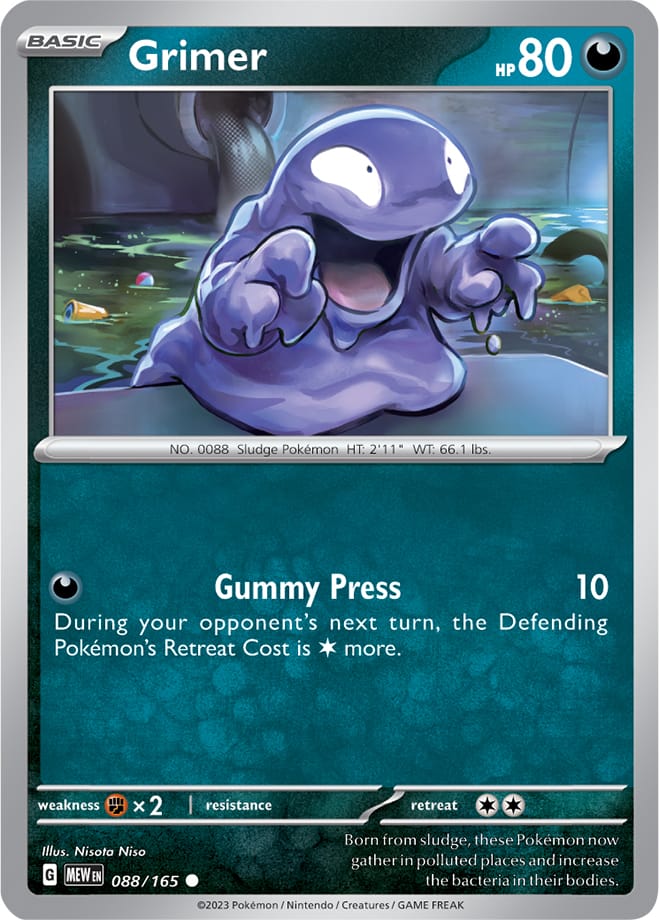 BASIC
Grimer
HP 80
NO. 0088 Sludge Pokémon HT: 2'11" WT: 66.1 lbs.
Gummy Press 10
During your opponent's next turn, the Defending
Pokémon's Retreat Cost is more.
weakness ×2 resistance retreat
Illus. Nisota Niso
Born from sludge, these Pokémon now
gather in polluted places and increase
the bacteria in their bodies.
G MEW EN 088/165
©2023 Pokémon / Nintendo / Creatures / GAME FREAK